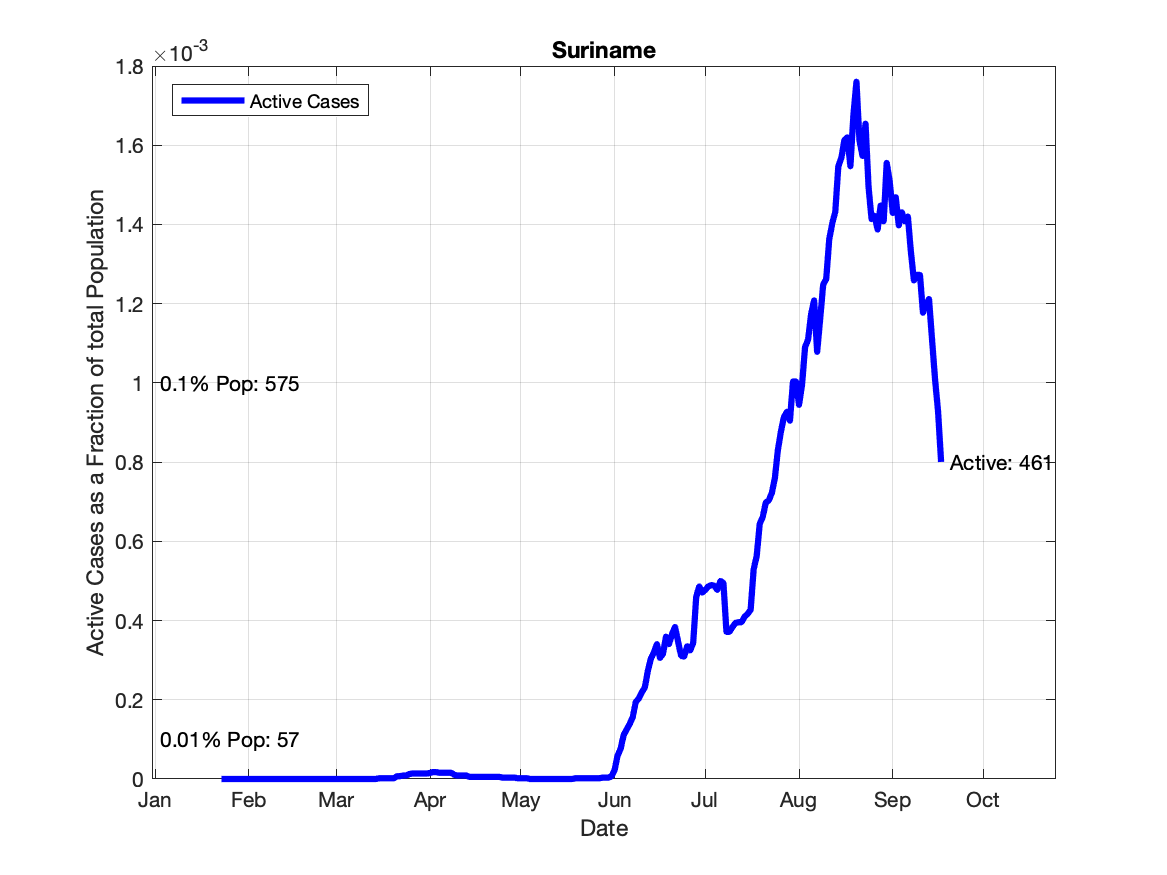 Suriname
×10-3
1.8
1.6
1.4
1.2
1
0.8
0.6
0.4
0.2
0
Active Cases as a Fraction of total Population
Active Cases
0.1% Pop: 575
0.01% Pop: 57
Active: 461
Jan Feb Mar Apr May Jun Jul Aug Sep Oct
Date